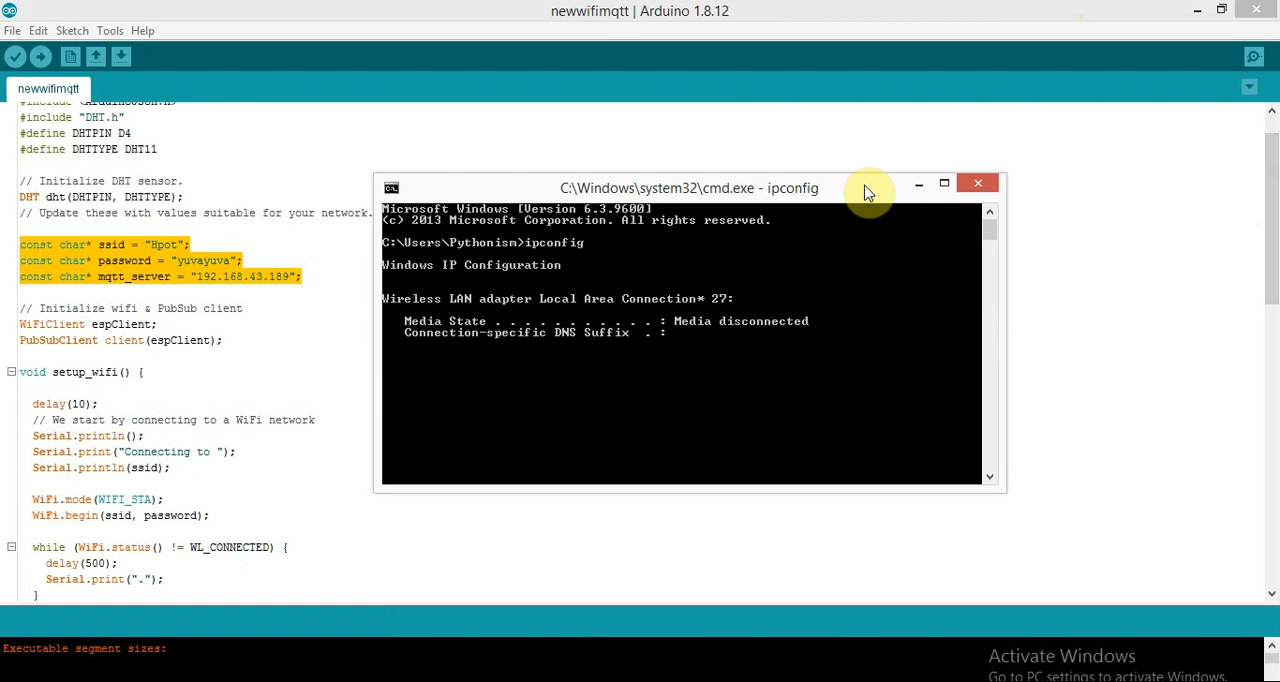 newwifimqtt | Arduino 1.8.12
File Edit Sketch Tools Help
newwifimqtt
#include <ArduinoJson.h>
#include "DHT.h"
#define DHTPIN D4
#define DHTTYPE DHT11
// Initialize DHT sensor.
DHT dht(DHTPIN, DHTTYPE);
// Update these with values suitable for your network.
const char* ssid = "Hpot";
const char* password = "yuvayuva";
const char* mqtt_server = "192.168.43.189";
// Initialize wifi & PubSub client
WiFiClient espClient;
PubSubClient client(espClient);
void setup_wifi() {
delay(10);
// We start by connecting to a WiFi network
Serial.println();
Serial.print("Connecting to ");
Serial.println(ssid);
WiFi.mode(WIFI_STA);
WiFi.begin(ssid, password);
while (WiFi.status() != WL_CONNECTED) {
delay(500);
Serial.print(".");
}
C:\Windows\system32\cmd.exe - ipconfig
Microsoft Windows [Version 6.3.9600]
(c) 2013 Microsoft Corporation. All rights reserved.
C:\Users\Pythonism>ipconfig
Windows IP Configuration
Wireless LAN adapter Local Area Connection* 27:
Media State . . . . . . . . . . . : Media disconnected
Connection-specific DNS Suffix  . :
Executable segment sizes:
Activate Windows
Go to PC settings to activate Windows.